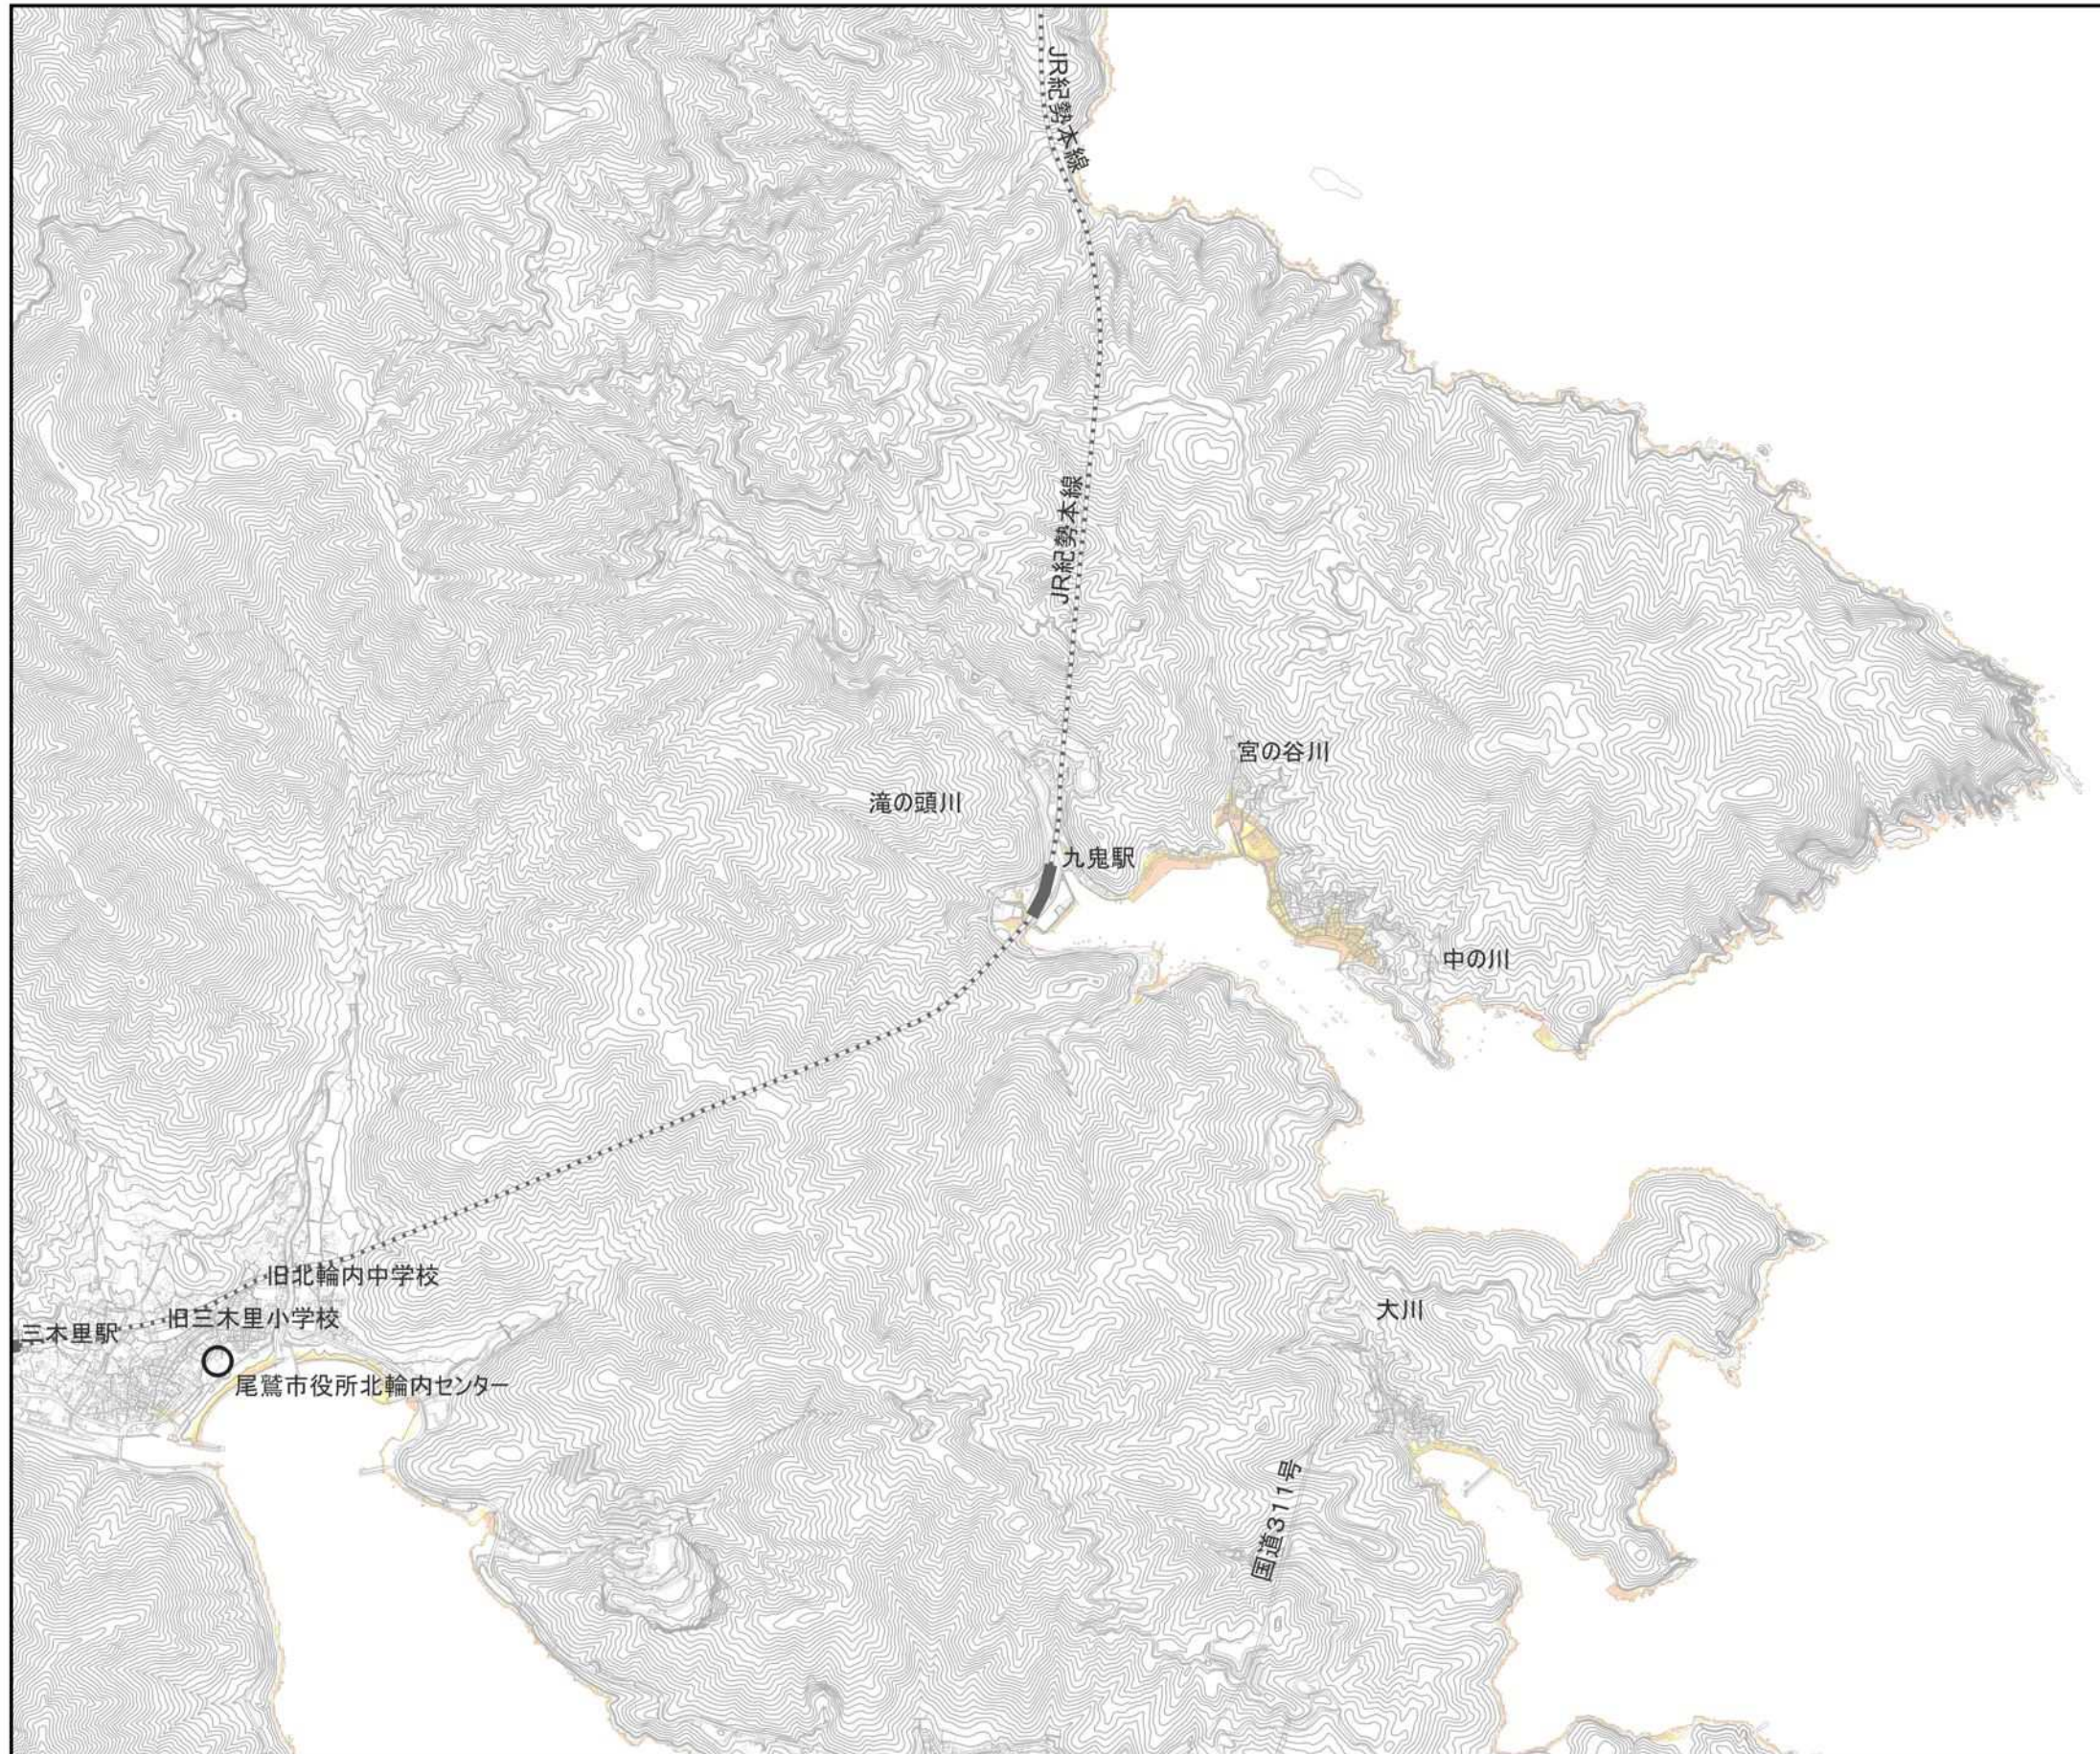 JR紀勢本線
JR紀勢本線
宮の谷川
滝の頭川
九鬼駅
中の川
旧北輪内中学校
大川
旧三木里小学校
三木里駅
尾鷲市役所北輪内センター
国道311号